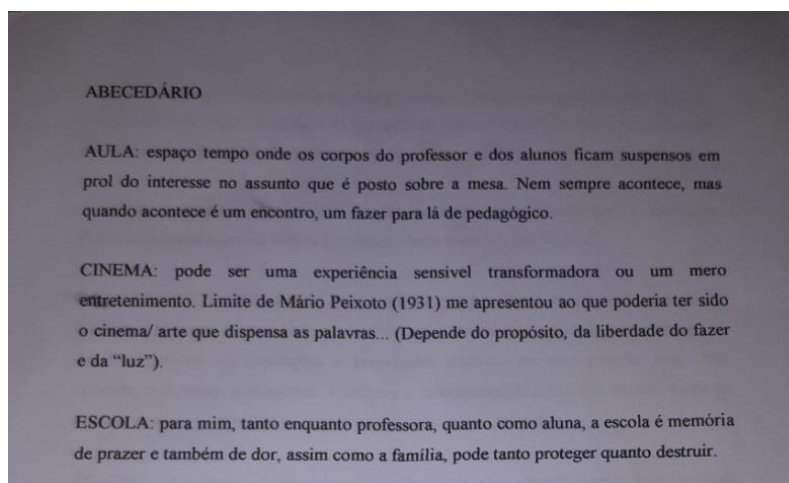 ABECEDÁRIO
AULA: espaço tempo onde os corpos do professor e dos alunos ficam suspensos em
prol do interesse no assunto que é posto sobre a mesa. Nem sempre acontece, mas
quando acontece é um encontro, um fazer para lá de pedagógico.
CINEMA: pode ser uma experiência sensível transformadora ou um mero
entretenimento. Limite de Mário Peixoto (1931) me apresentou ao que poderia ter sido
o cinema/ arte que dispensa as palavras... (Depende do propósito, da liberdade do fazer
e da “luz”).
ESCOLA: para mim, tanto enquanto professora, quanto como aluna, a escola é memória
de prazer e também de dor, assim como a família, pode tanto proteger quanto destruir.